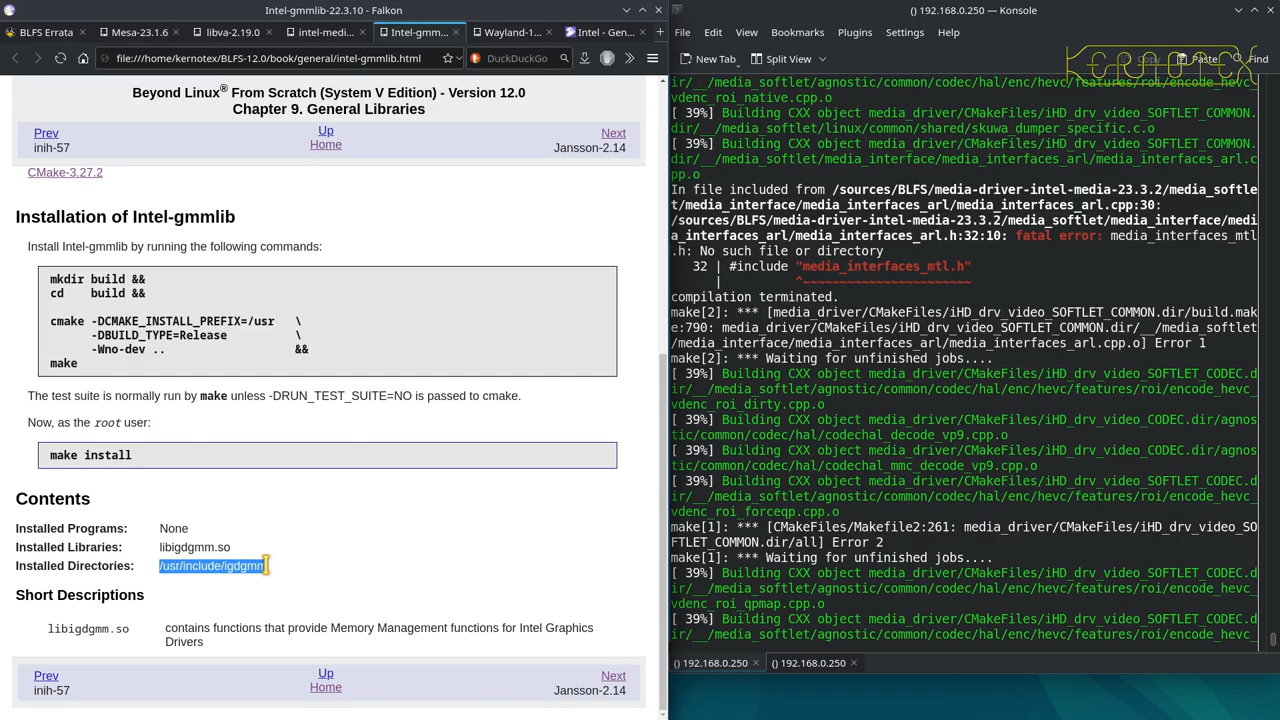 Intel-gmmlib-22.3.10 - Falkon
BLFS Errata
Mesa-23.1.6
libva-2.19.0
intel-medi...
Intel-gmm...
Wayland-1...
Intel - Gen...
file:///home/kernotex/BLFS-12.0/book/general/intel-gmmlib.html
DuckDuckGo
Beyond Linux® From Scratch (System V Edition) - Version 12.0
Chapter 9. General Libraries
Prev
inih-57
Up
Home
Next
Jansson-2.14
CMake-3.27.2
Installation of Intel-gmmlib
Install Intel-gmmlib by running the following commands:
mkdir build &&
cd    build &&
cmake -DCMAKE_INSTALL_PREFIX=/usr   \
      -DBUILD_TYPE=Release          \
      -Wno-dev ..                   &&
make
The test suite is normally run by make unless -DRUN_TEST_SUITE=NO is passed to cmake.
Now, as the root user:
make install
Contents
Installed Programs: None
Installed Libraries: libigdgmm.so
Installed Directories: /usr/include/igdgmm
Short Descriptions
libigdgmm.so contains functions that provide Memory Management functions for Intel Graphics
Drivers
Prev
inih-57
Up
Home
Next
Jansson-2.14
() 192.168.0.250 — Konsole
File Edit View Bookmarks Plugins Settings Help
New Tab
Split View
Copy
Paste
Find
kernotex
dir/__/media_softlet/agnostic/common/codec/hal/enc/hevc/features/roi/encode_hevc_
vdenc_roi_native.cpp.o
[ 39%] Building CXX object media_driver/CMakeFiles/iHD_drv_video_SOFTLET_COMMON.
dir/__/media_softlet/linux/common/shared/skuwa_dumper_specific.c.o
[ 39%] Building CXX object media_driver/CMakeFiles/iHD_drv_video_SOFTLET_COMMON.
dir/__/media_softlet/media_interface/media_interfaces_arl/media_interfaces_arl.c
pp.o
In file included from /sources/BLFS/media-driver-intel-media-23.3.2/media_softle
t/media_interface/media_interfaces_arl/media_interfaces_arl.cpp:30:
/sources/BLFS/media-driver-intel-media-23.3.2/media_softlet/media_interface/medi
a_interfaces_arl/media_interfaces_arl.h:32:10: fatal error: media_interfaces_mtl
.h: No such file or directory
   32 | #include "media_interfaces_mtl.h"
      |          ^~~~~~~~~~~~~~~~~~~~~~~~
compilation terminated.
make[2]: *** [media_driver/CMakeFiles/iHD_drv_video_SOFTLET_COMMON.dir/build.mak
e:790: media_driver/CMakeFiles/iHD_drv_video_SOFTLET_COMMON.dir/__/media_softlet
/media_interface/media_interfaces_arl/media_interfaces_arl.cpp.o] Error 1
make[2]: *** Waiting for unfinished jobs....
[ 39%] Building CXX object media_driver/CMakeFiles/iHD_drv_video_SOFTLET_CODEC.d
ir/__/media_softlet/agnostic/common/codec/hal/enc/hevc/features/roi/encode_hevc_
vdenc_roi_dirty.cpp.o
[ 39%] Building CXX object media_driver/CMakeFiles/iHD_drv_video_CODEC.dir/agnos
tic/common/codec/hal/codechal_decode_vp9.cpp.o
[ 39%] Building CXX object media_driver/CMakeFiles/iHD_drv_video_CODEC.dir/agnos
tic/common/codec/hal/codechal_mmc_decode_vp9.cpp.o
[ 39%] Building CXX object media_driver/CMakeFiles/iHD_drv_video_SOFTLET_CODEC.d
ir/__/media_softlet/agnostic/common/codec/hal/enc/hevc/features/roi/encode_hevc_
vdenc_roi_forceqp.cpp.o
make[1]: *** [CMakeFiles/Makefile2:261: media_driver/CMakeFiles/iHD_drv_video_SO
FTLET_COMMON.dir/all] Error 2
make[1]: *** Waiting for unfinished jobs....
[ 39%] Building CXX object media_driver/CMakeFiles/iHD_drv_video_SOFTLET_CODEC.d
ir/__/media_softlet/agnostic/common/codec/hal/enc/hevc/features/roi/encode_hevc_
vdenc_roi_qpmap.cpp.o
[ 39%] Building CXX object media_driver/CMakeFiles/iHD_drv_video_SOFTLET_CODEC.d
ir/__/media_softlet/agnostic/common/codec/hal/enc/hevc/features/roi/encode_hevc_
() 192.168.0.250
() 192.168.0.250